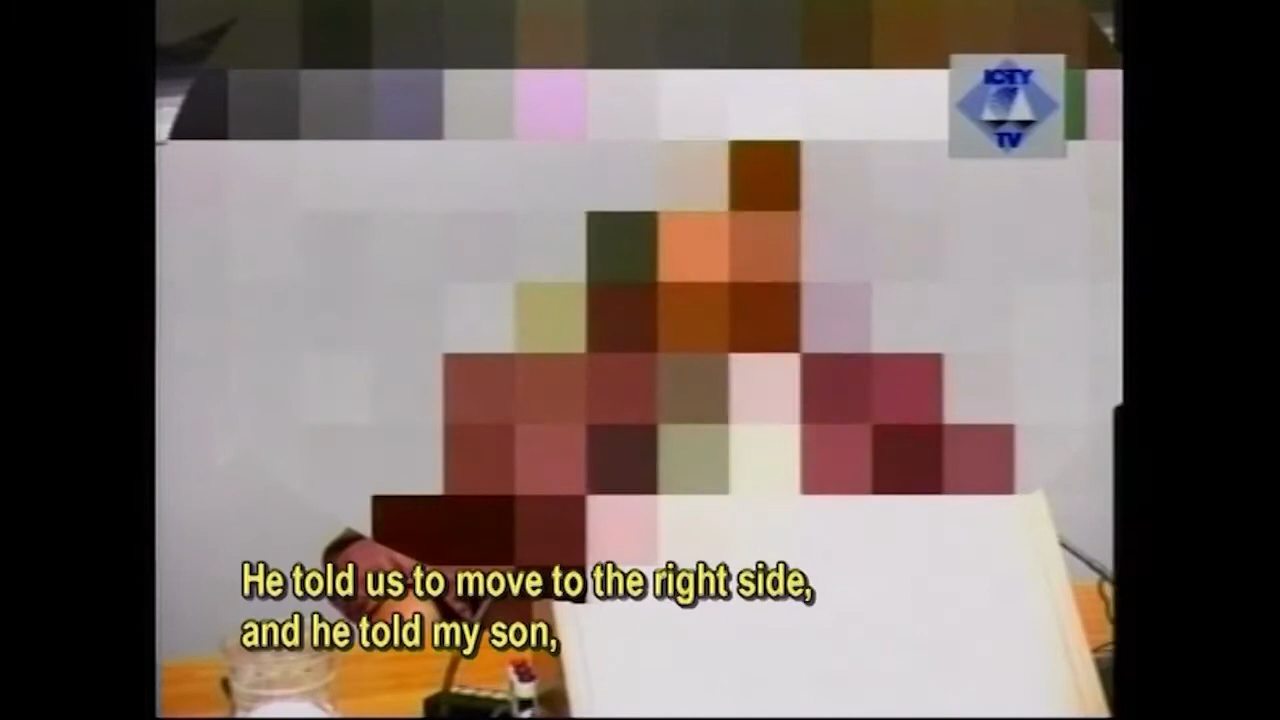 ICTY
TV
He told us to move to the right side,
and he told my son,